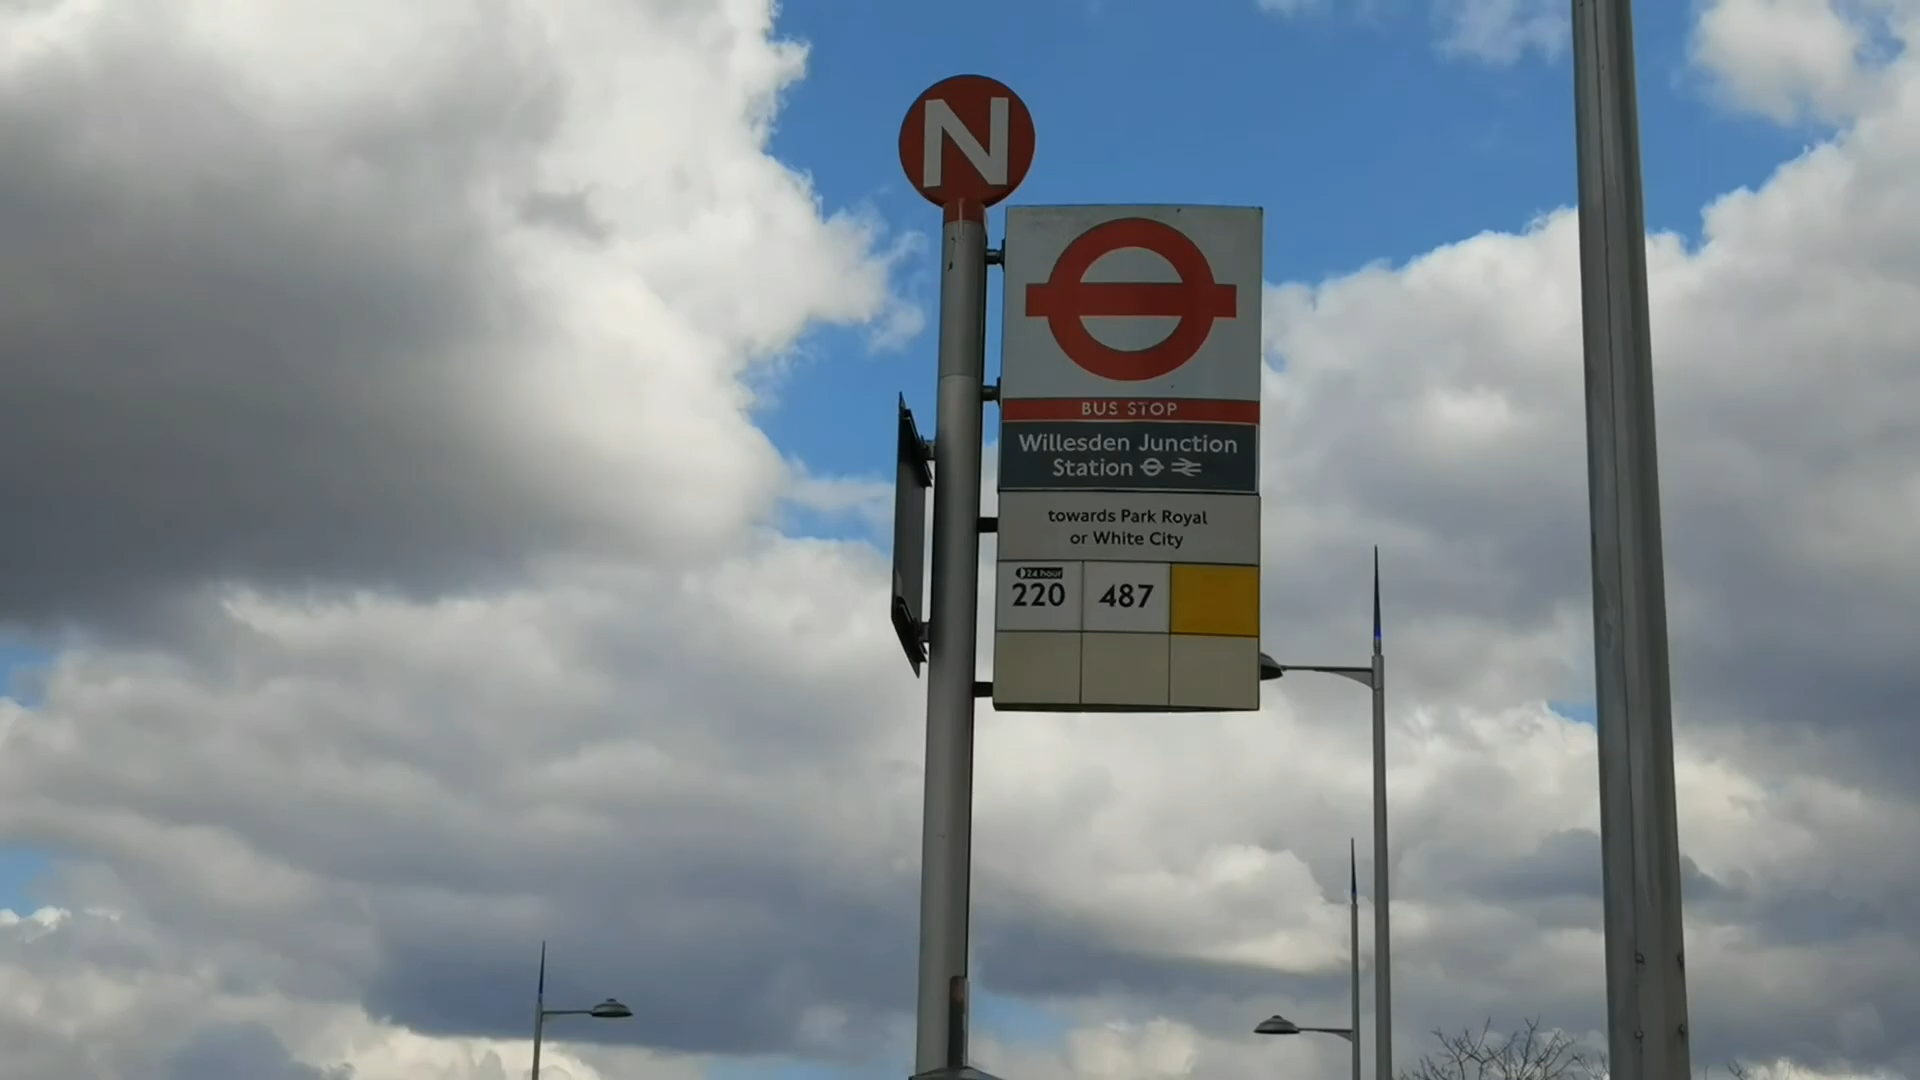 N
BUS STOP
Willesden Junction
Station
towards Park Royal
or White City
24 hour
220
487